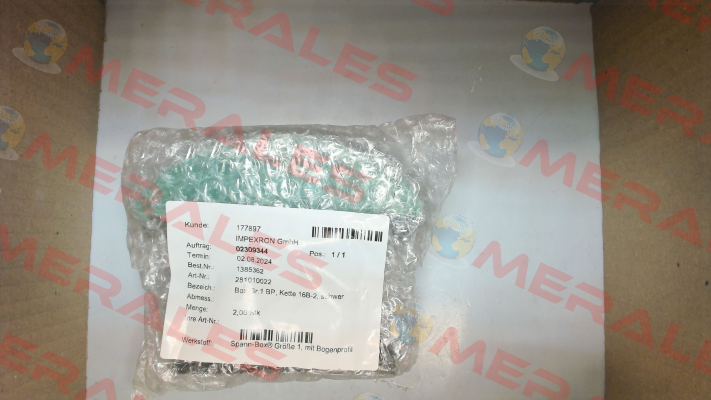 MERALES
Kunde: 177897
IMPEXRON GmbH
Auftrag: 02309344 Pos.: 1 / 1
Termin: 02.08.2024
Best.Nr.: 1385362
Art-Nr.: 281010022
Bezeich.: Box Gr.1 BP, Kette 16B-2, schwer
Abmess.
Menge: 2,00 Stk
Ihre Art-Nr.:
Werkstoff: Spann-Box® Größe 1, mit Bogenprofil